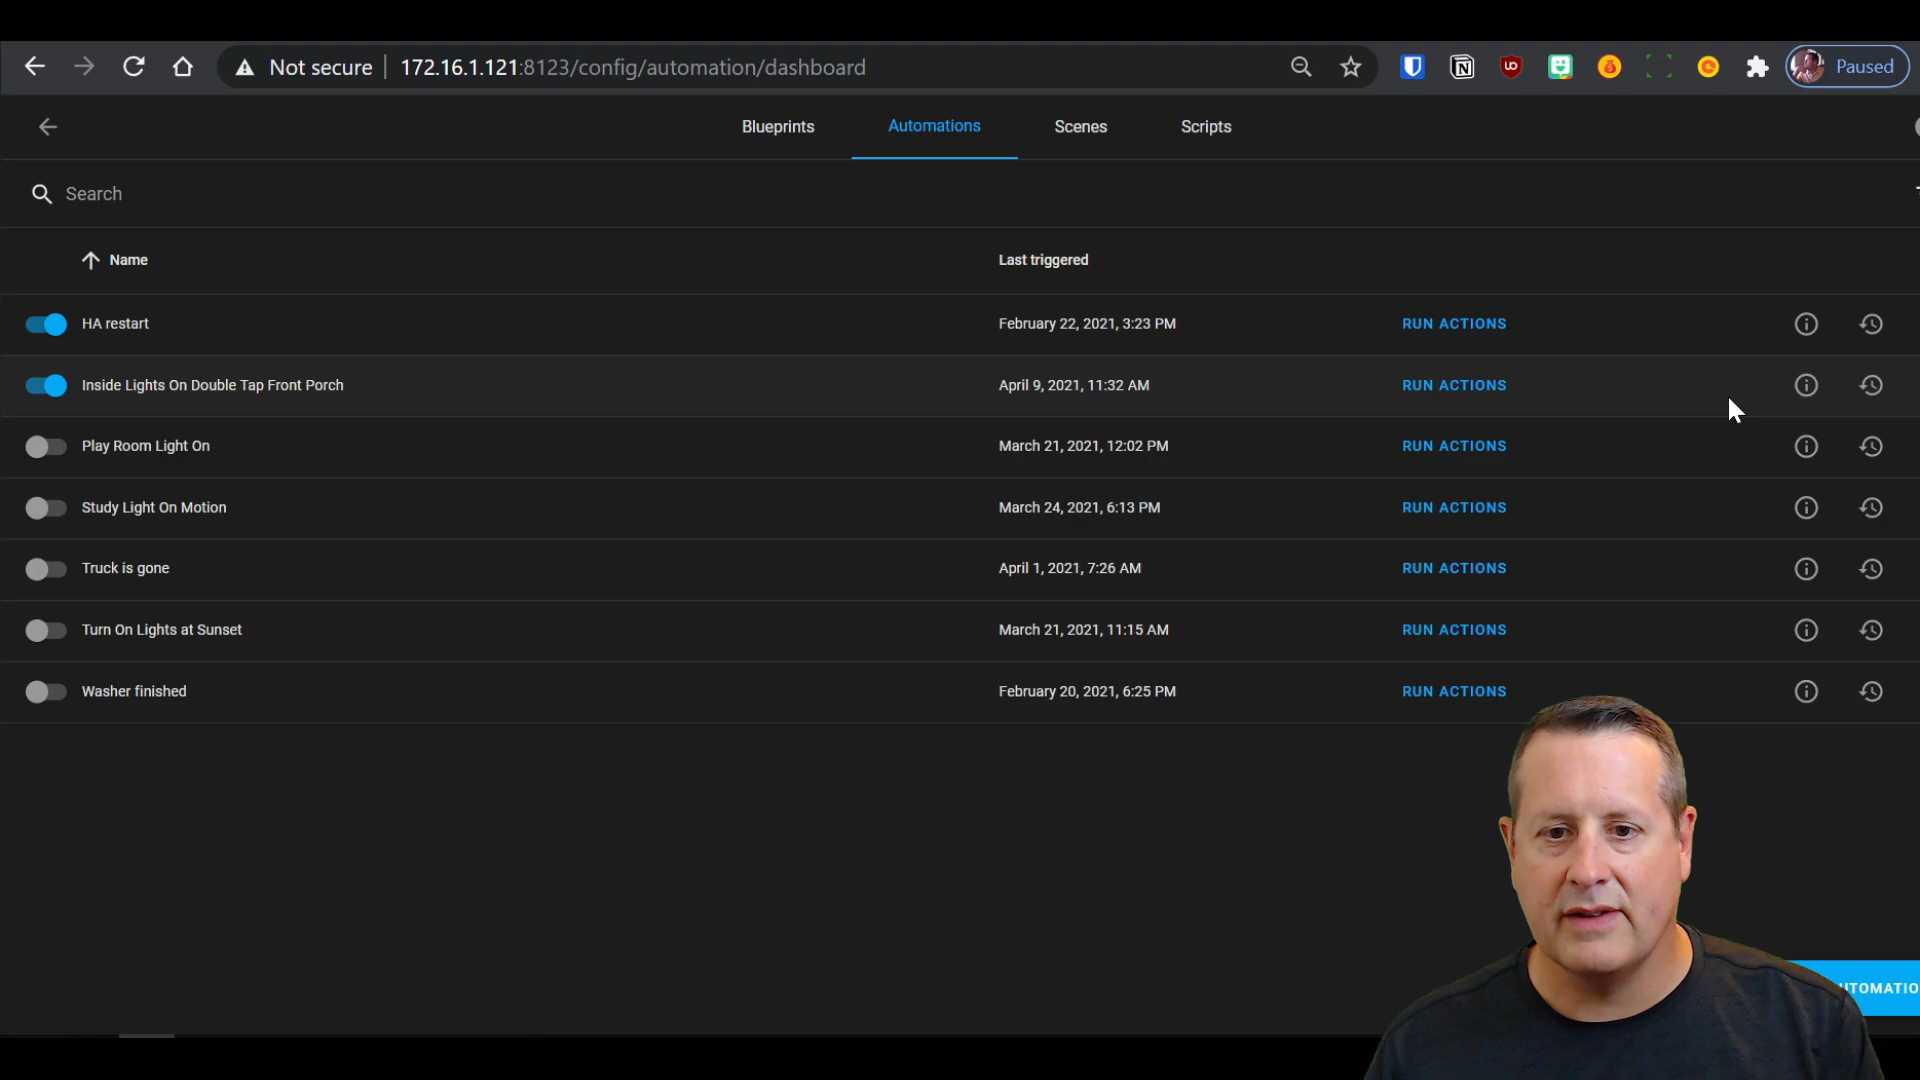 Not secure 172.16.1.121:8123/config/automation/dashboard Paused
Blueprints Automations Scenes Scripts
Search
Name Last triggered
HA restart February 22, 2021, 3:23 PM RUN ACTIONS
Inside Lights On Double Tap Front Porch April 9, 2021, 11:32 AM RUN ACTIONS
Play Room Light On March 21, 2021, 12:02 PM RUN ACTIONS
Study Light On Motion March 24, 2021, 6:13 PM RUN ACTIONS
Truck is gone April 1, 2021, 7:26 AM RUN ACTIONS
Turn On Lights at Sunset March 21, 2021, 11:15 AM RUN ACTIONS
Washer finished February 20, 2021, 6:25 PM RUN ACTIONS